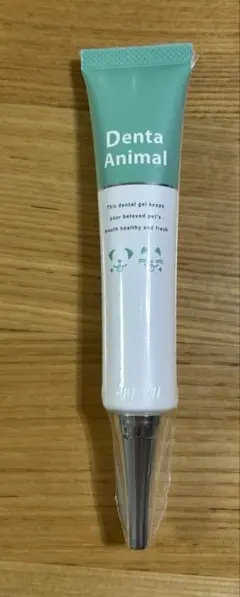 Denta
Animal
This dental gel keeps
your beloved pet's
mouth healthy and fresh